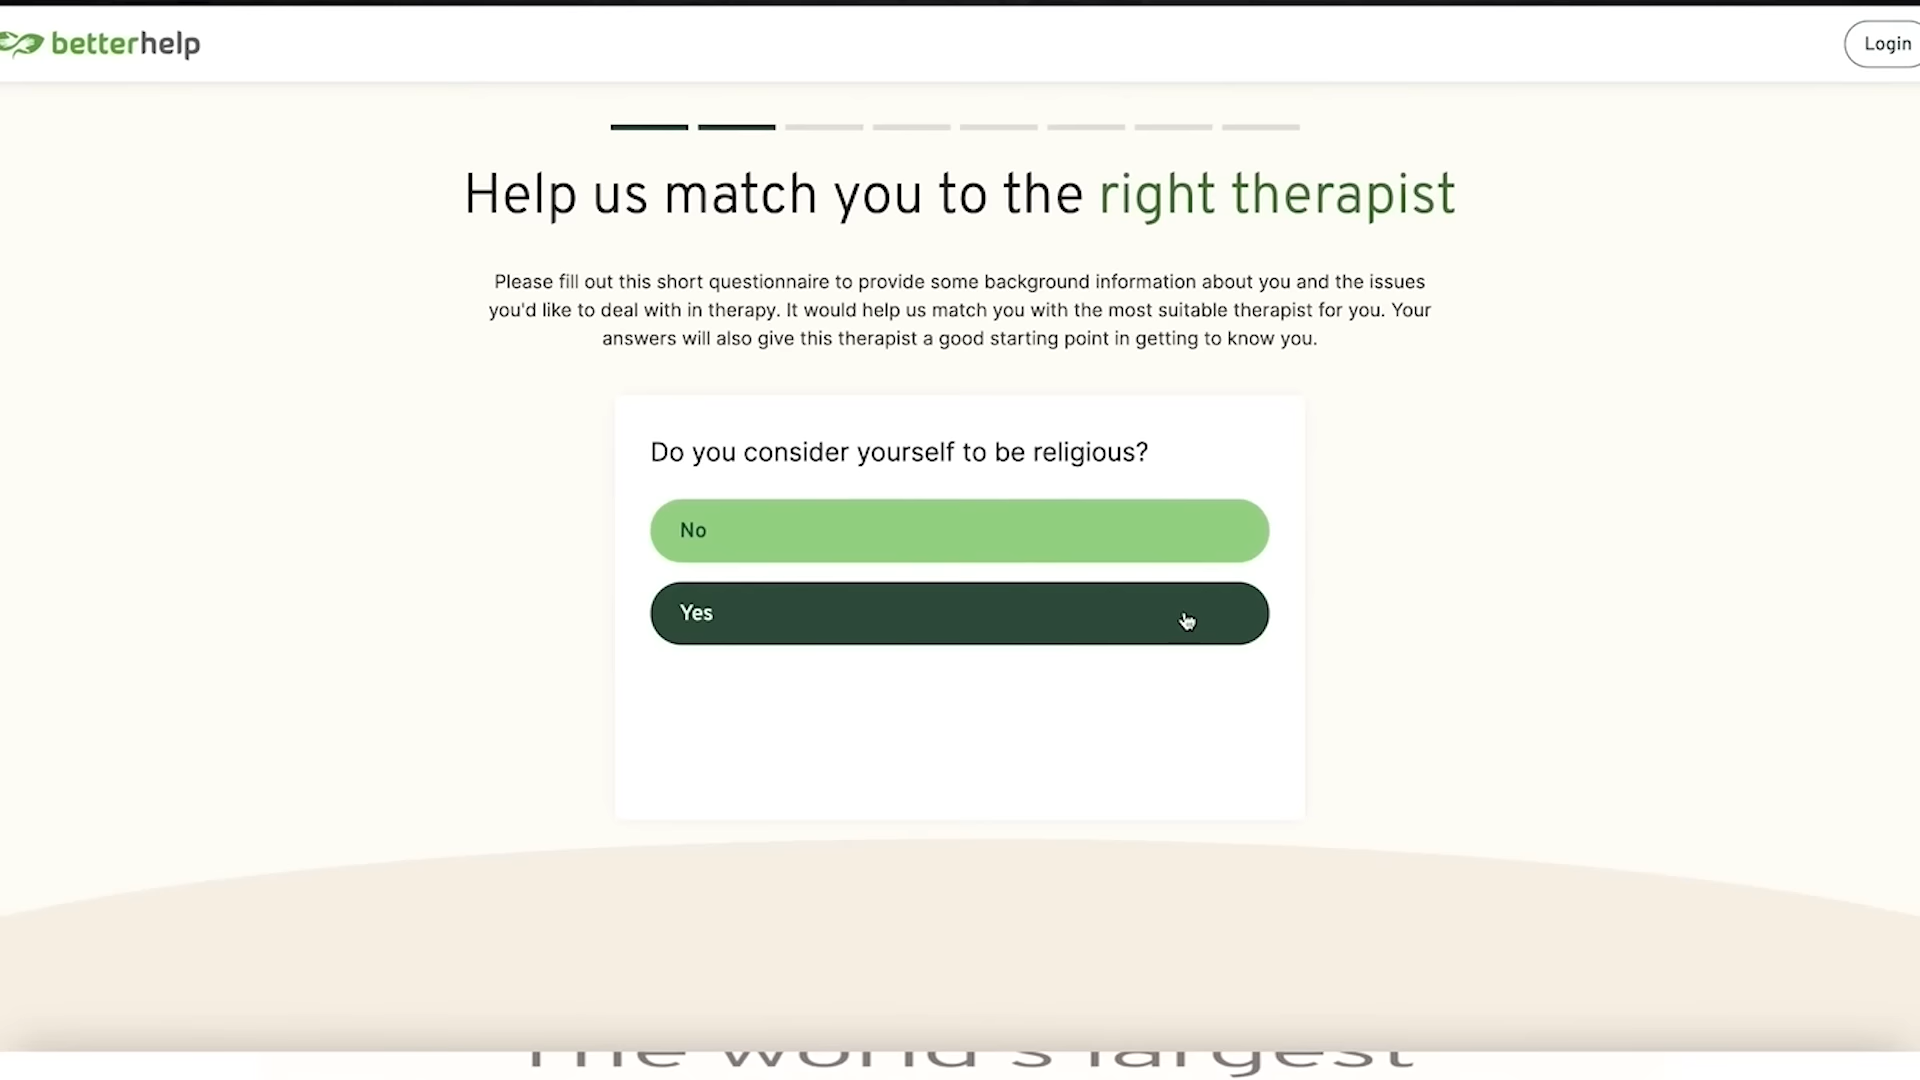 betterhelp
Login
Help us match you to the right therapist
Please fill out this short questionnaire to provide some background information about you and the issues
you'd like to deal with in therapy. It would help us match you with the most suitable therapist for you. Your
answers will also give this therapist a good starting point in getting to know you.
Do you consider yourself to be religious?
No
Yes
The world's largest